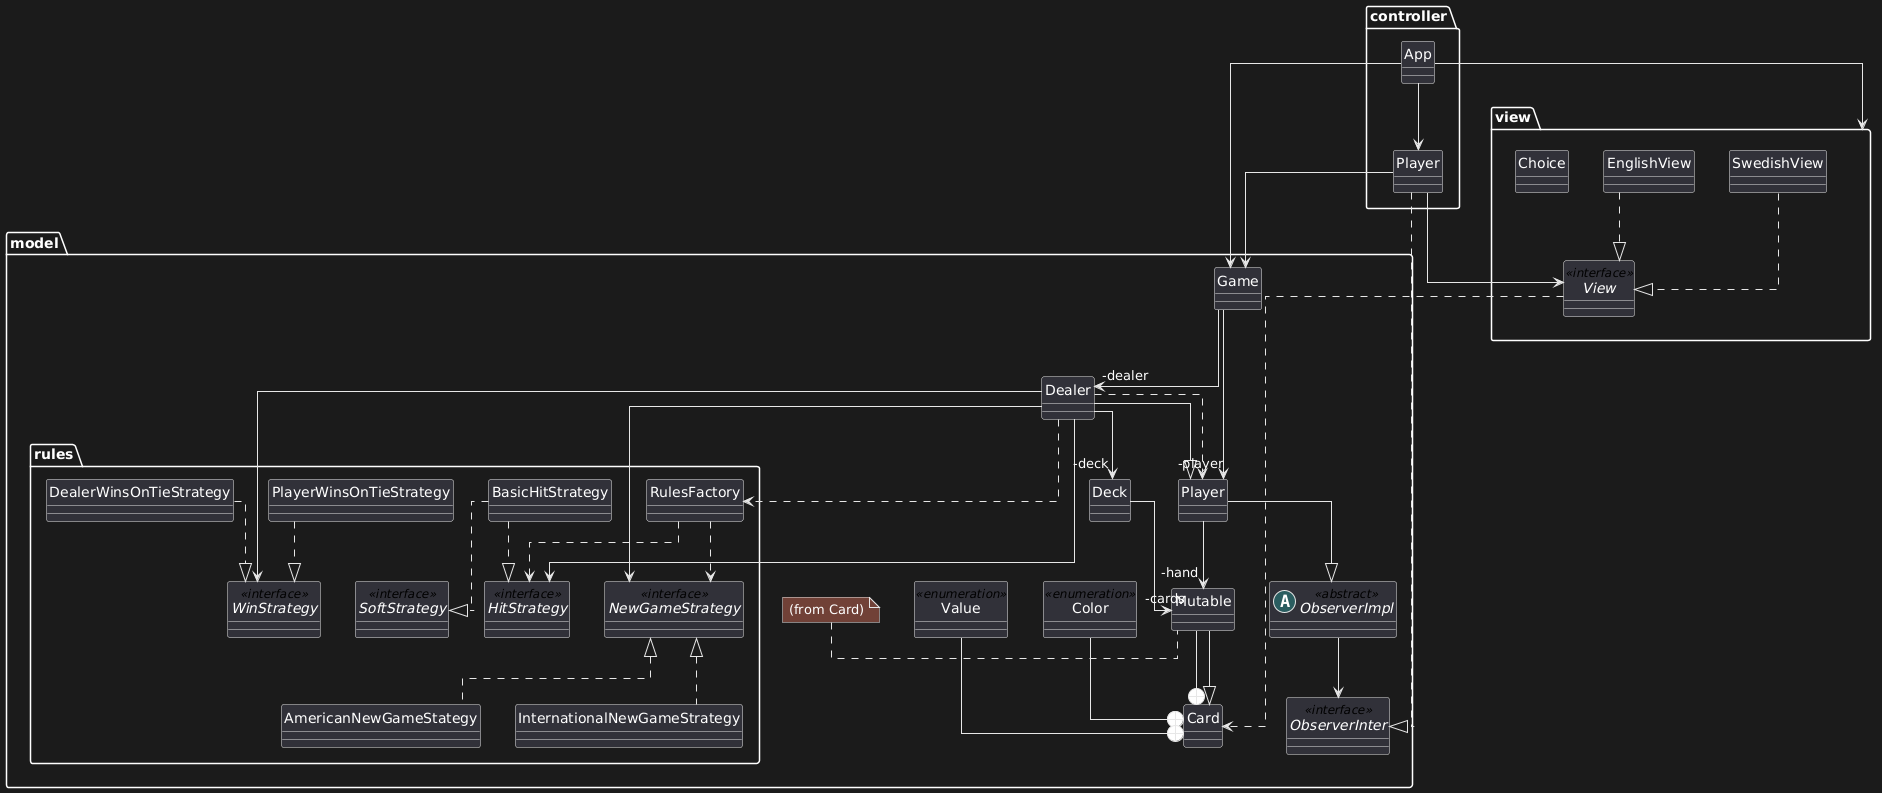 controller
App
view
Player
Choice
EnglishView
SwedishView
model
«interface»
View
Game
-dealer
Dealer
rules
-deck
-player
DealerWinsOnTieStrategy
PlayerWinsOnTieStrategy
BasicHitStrategy
RulesFactory
Deck
Player
-hand
«interface»
WinStrategy
«interface»
SoftStrategy
«interface»
HitStrategy
«interface»
NewGameStrategy
(from Card)
«enumeration»
Value
«enumeration»
Color
-cards
Mutable
A
«abstract»
ObserverImpl
AmericanNewGameStategy
InternationalNewGameStrategy
Card
«interface»
ObserverInter